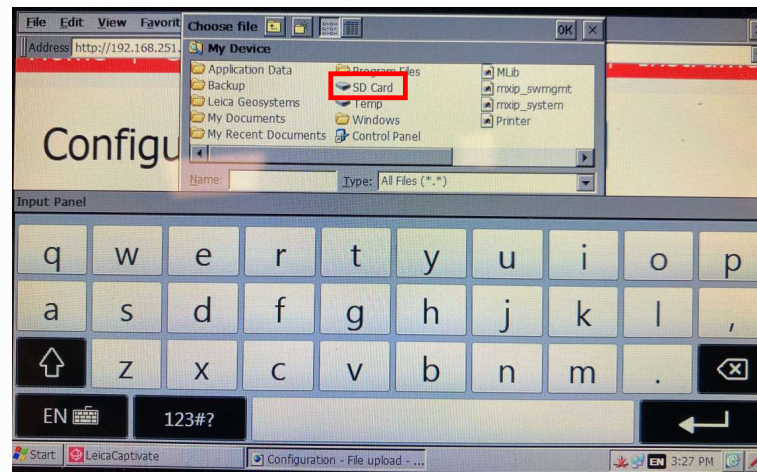 File Edit View Favorit
Choose file
OK
Address http://192.168.251.
My Device
Application Data
Backup
Leica Geosystems
My Documents
My Recent Documents
Program Files
SD Card
Temp
Windows
Control Panel
MLib
mxip_swmgmt
mxip_system
Printer
Configu
Name:
Type: All Files (*.*)
Input Panel
q w e r t y u i o p
a s d f g h j k l ,
z x c v b n m .
EN 123#?
Start LeicaCaptivate Configuration - File upload - ... EN 3:27 PM